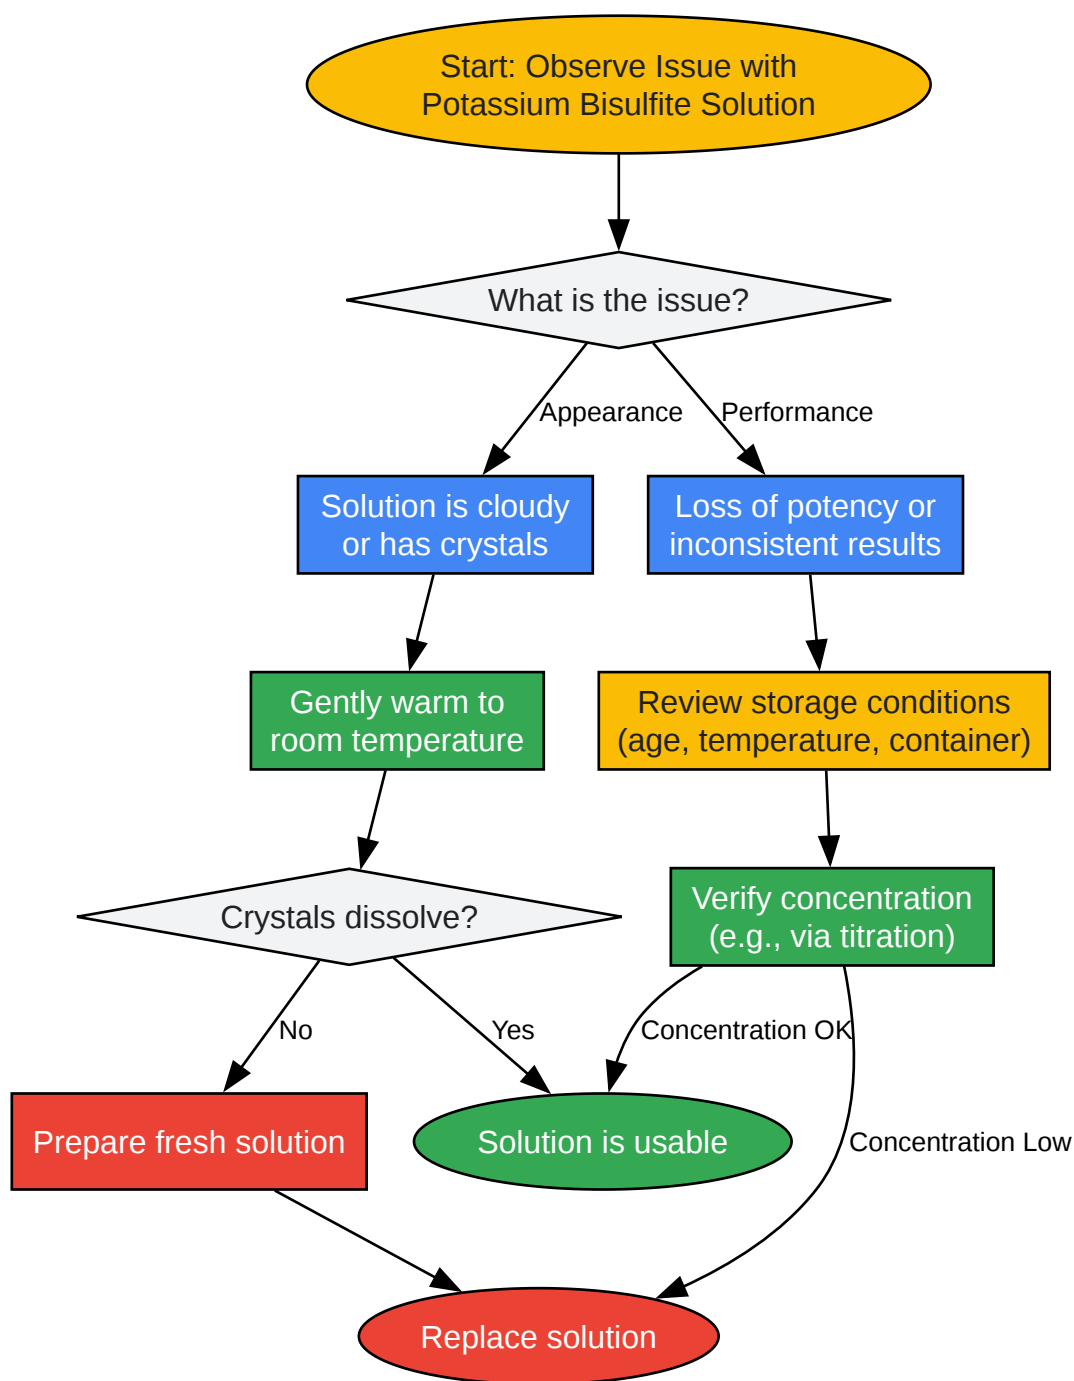 Start: Observe Issue with
Potassium Bisulfite Solution
What is the issue?
Appearance
Performance
Solution is cloudy
or has crystals
Loss of potency or
inconsistent results
Gently warm to
room temperature
Review storage conditions
(age, temperature, container)
Crystals dissolve?
Verify concentration
(e.g., via titration)
No
Yes
Concentration OK
Prepare fresh solution
Solution is usable
Concentration Low
Replace solution